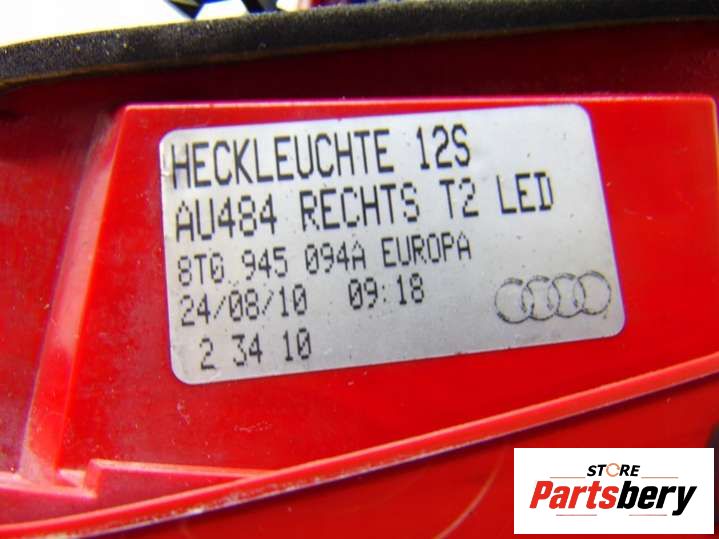 HECKLEUCHTE 12S
AU484 RECHTS T2 LED
8T0 945 094A EUROPA
24/08/10 09:18
2 34 10
STORE
Partsbery